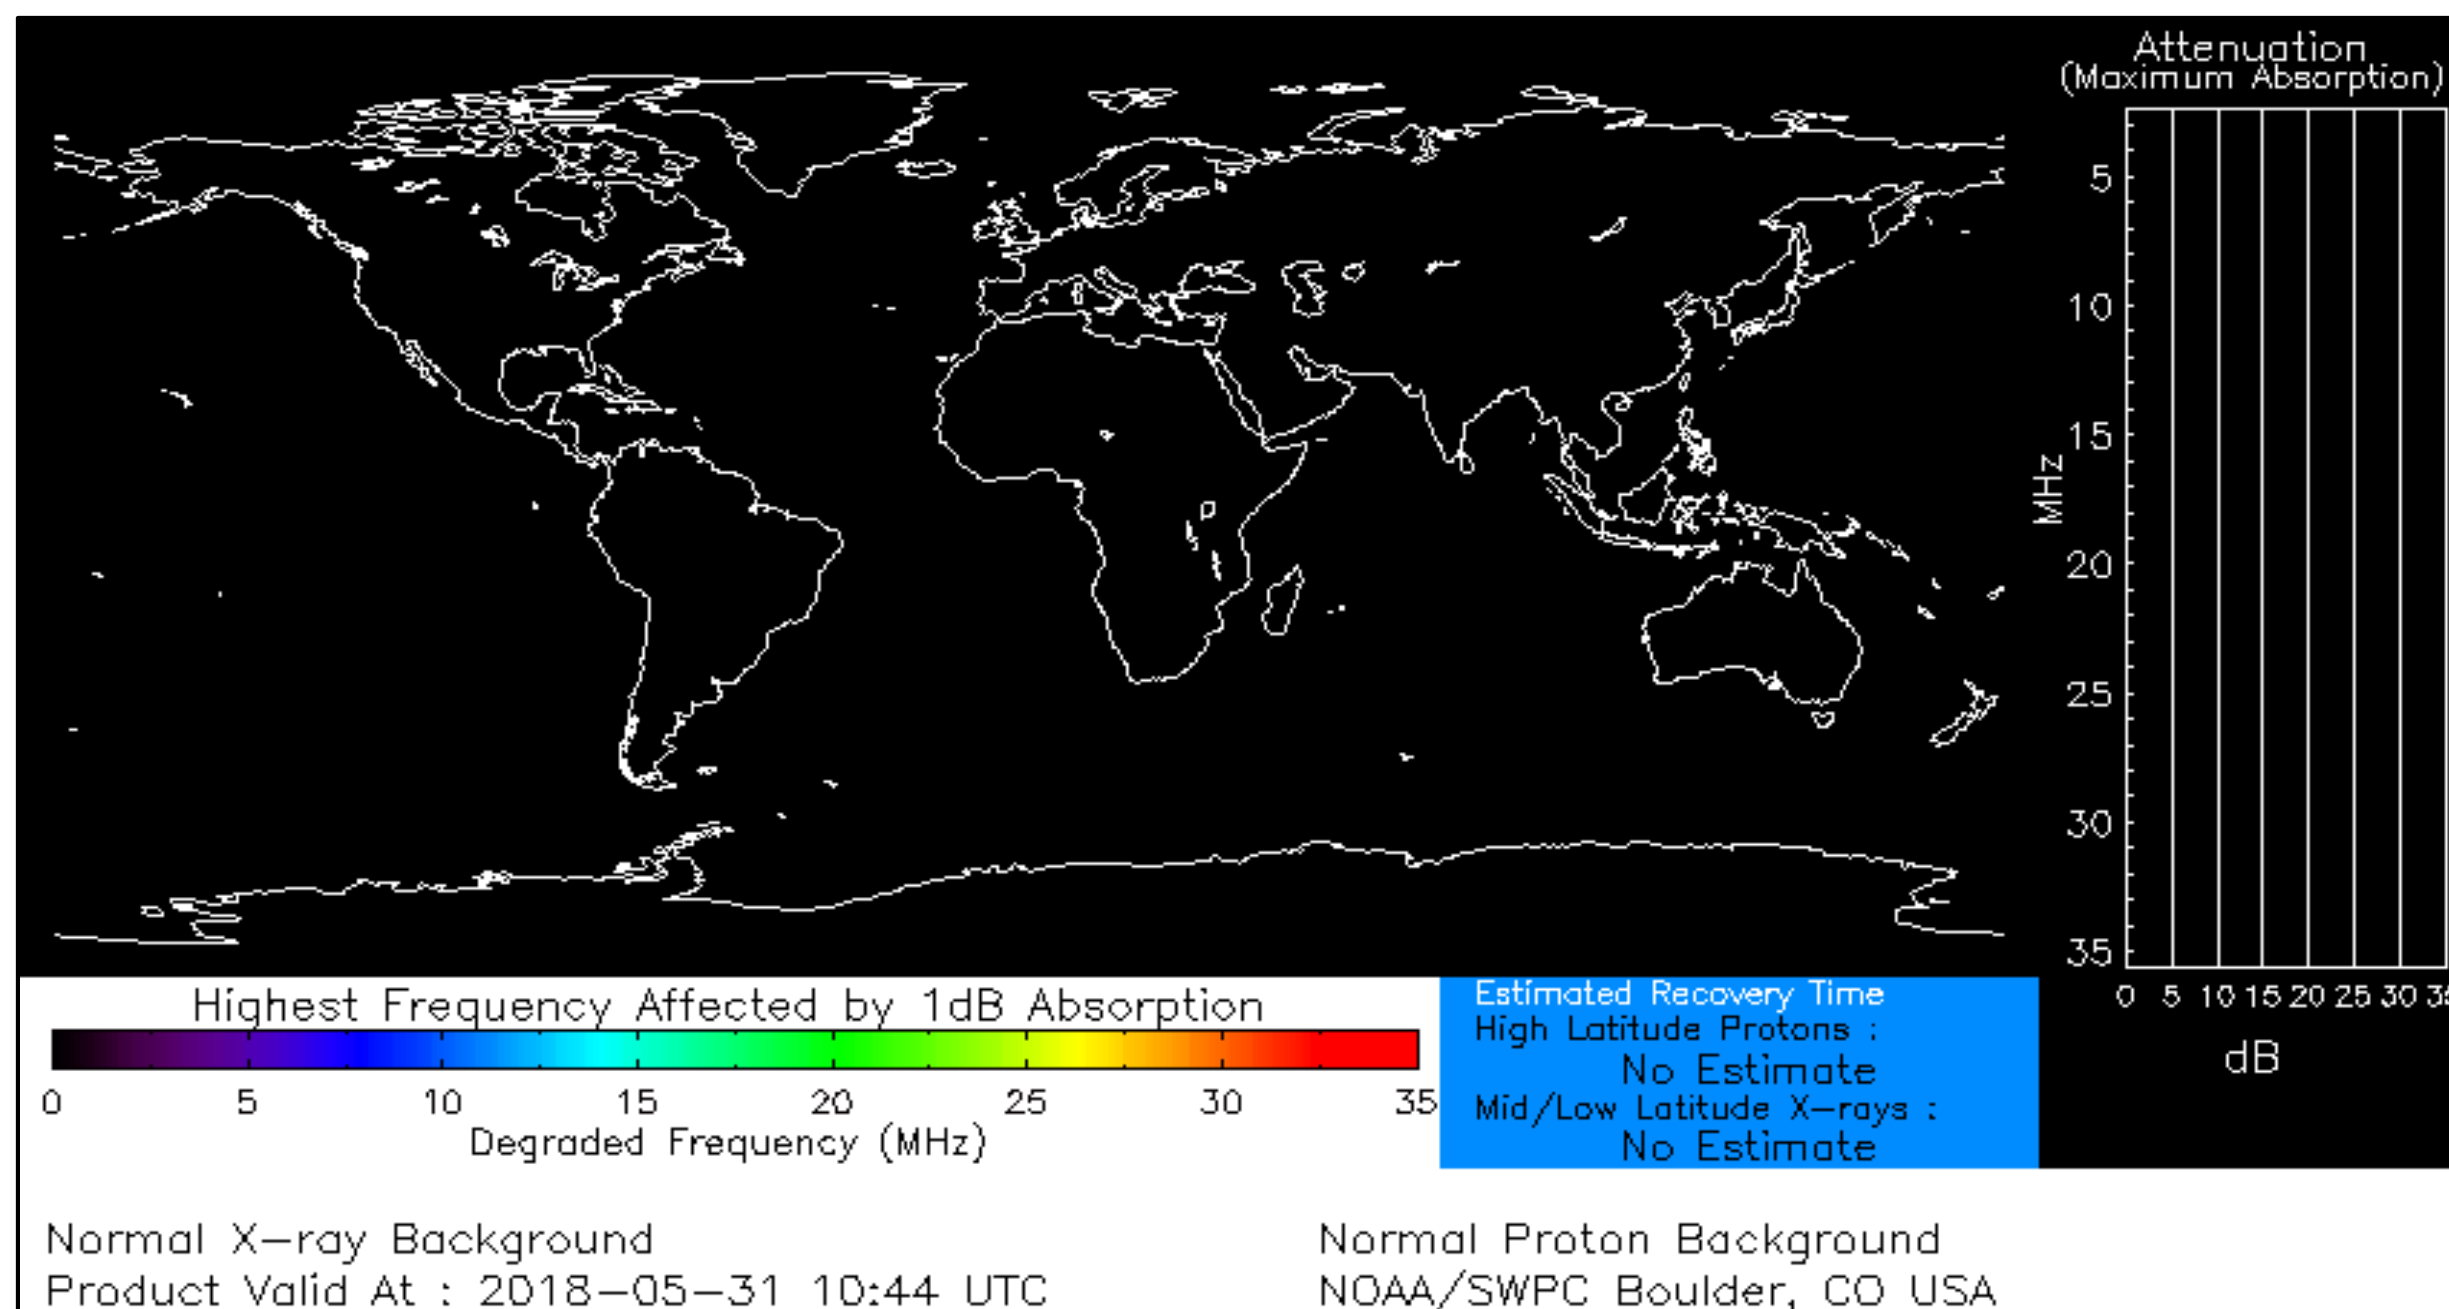 Attenuation
(Maximum Absorption)
5
10
15
20
25
30
35
MHz
0 5 10 15 20 25 30
dB
Highest Frequency Affected by 1dB Absorption
0 5 10 15 20 25 30 35
Degraded Frequency (MHz)
Estimated Recovery Time
High Latitude Protons :
No Estimate
Mid/Low Latitude X-rays :
No Estimate
Normal X-ray Background
Normal Proton Background
Product Valid At : 2018-05-31 10:44 UTC
NOAA/SWPC Boulder, CO USA